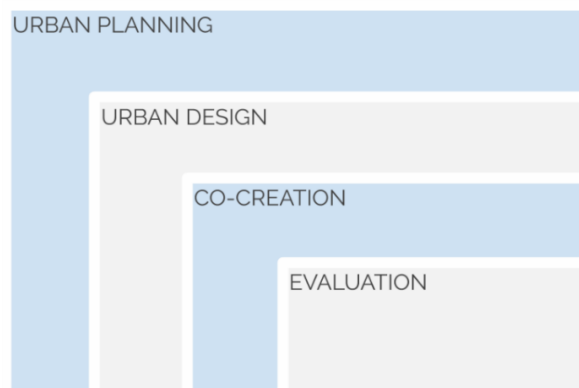 URBAN PLANNING
URBAN DESIGN
CO-CREATION
EVALUATION